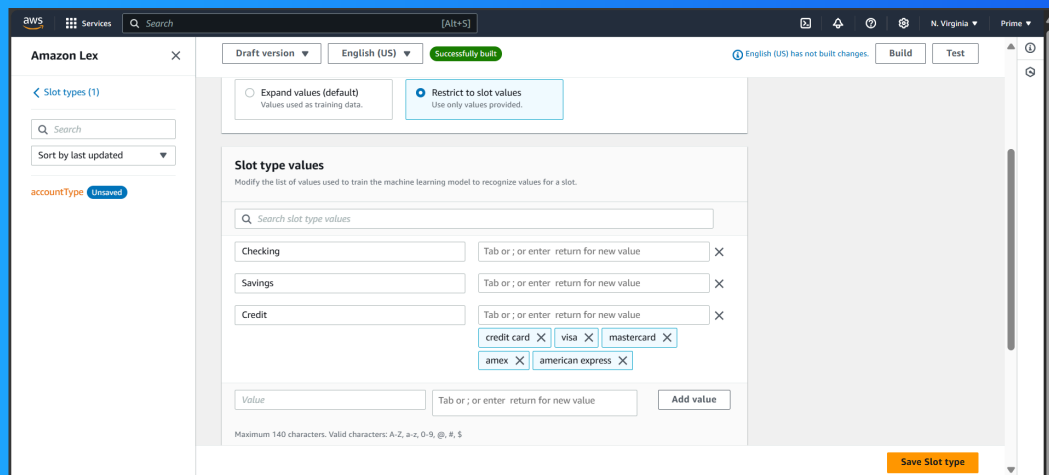 aws Services Search [Alt+S] N. Virginia Prime
Amazon Lex
Draft version English (US) Successfully built English (US) has not built changes. Build Test
Slot types (1)
Search
Sort by last updated
accountType Unsaved
Expand values (default)
Values used as training data.
Restrict to slot values
Use only values provided.
Slot type values
Modify the list of values used to train the machine learning model to recognize values for a slot.
Search slot type values
Checking Tab or ; or enter return for new value
Savings Tab or ; or enter return for new value
Credit Tab or ; or enter return for new value
credit card visa mastercard
amex american express
Value Tab or ; or enter return for new value Add value
Maximum 140 characters. Valid characters: A-Z, a-z, 0-9, @, #, $
Save Slot type